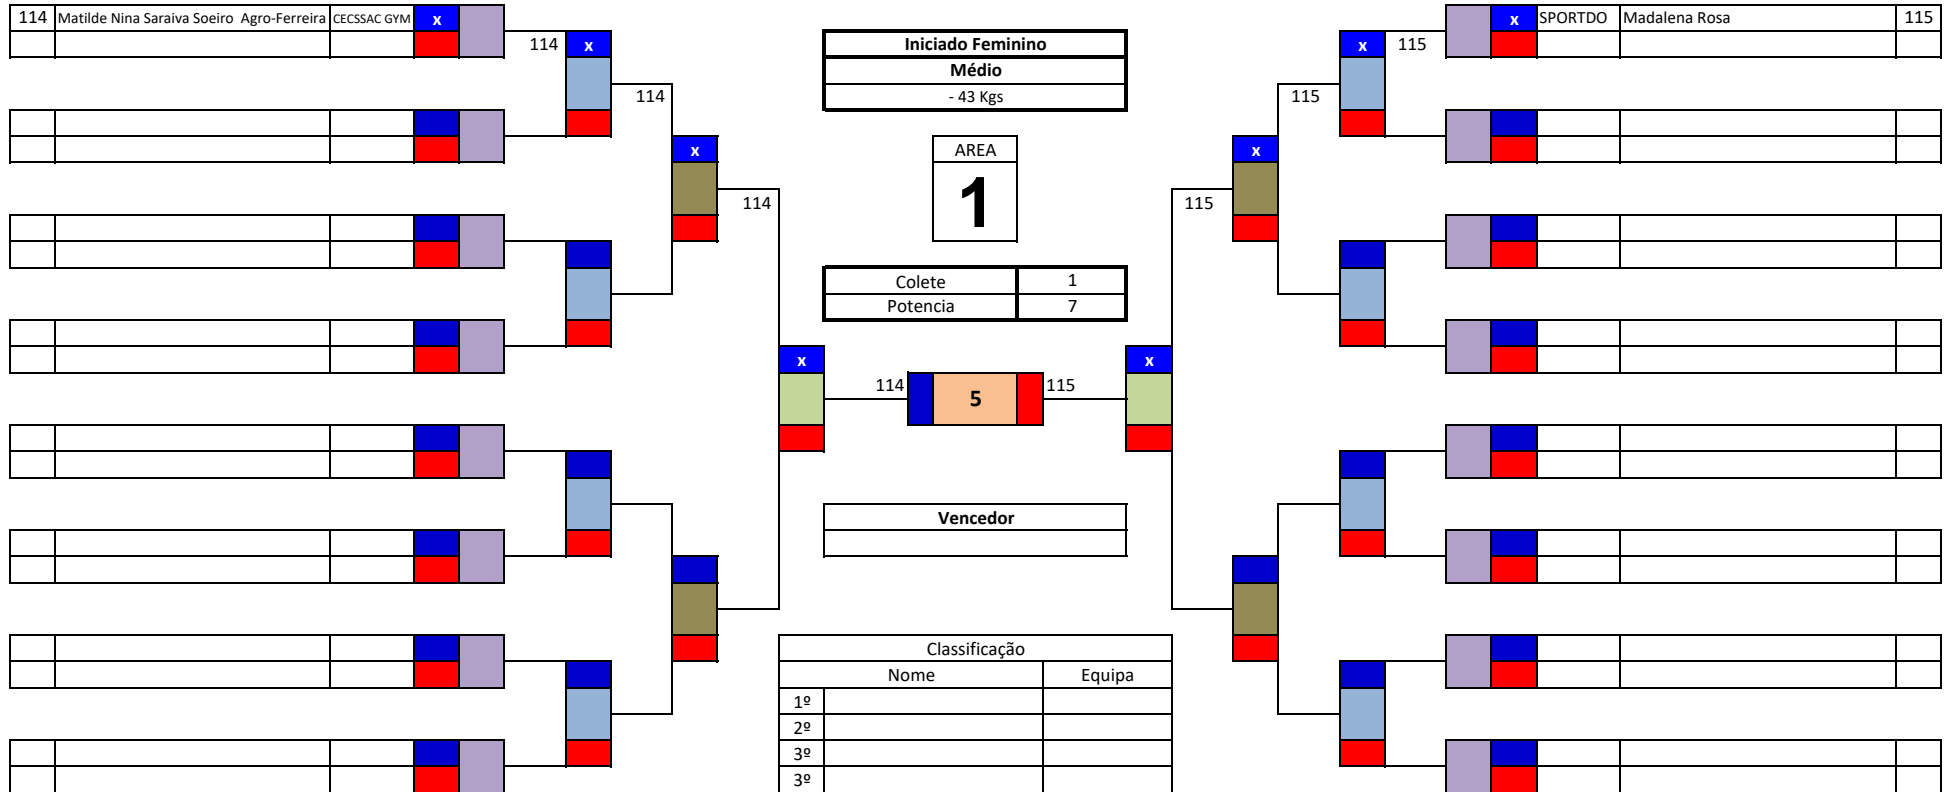 114 Matilde Nina Saraiva Soeiro Agro-Ferreira CECSSAC GYM x
x SPORTDO Madalena Rosa 115
114 x
Iniciado Feminino
x 115
Médio
114
- 43 Kgs
115
x
AREA
x
1
114
115
Colete 1
Potencia 7
x
x
114 5 115
Vencedor
Classificação
Nome Equipa
1º
2º
3º
3º